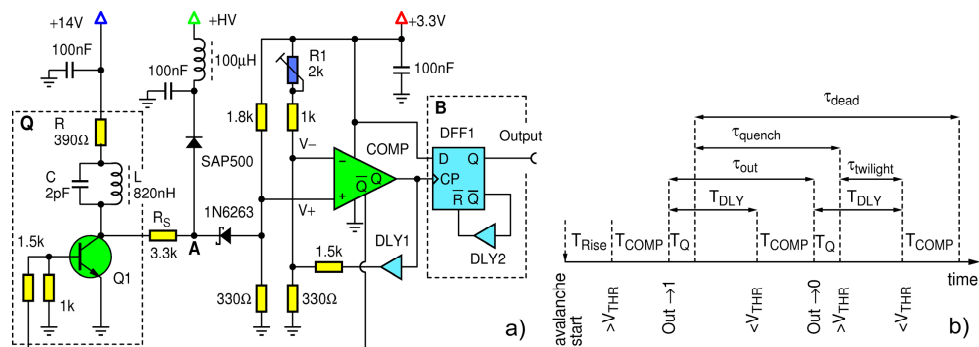 +14V
+HV
+3.3V
100nF
100nF
100μH
R1
2k
100nF
Q
R
390Ω
1.8k
1k
B
DFF1
Output
V−
COMP
D Q
C
2pF
L
820nH
SAP500
−
+
Q Q
CP
R Q
RS
3.3k
A
1N6263
V+
1.5k
DLY1
DLY2
1.5k
1k
Q1
330Ω
330Ω
a)
τdead
τquench
τout
τtwilight
TDLY
TDLY
TRise
TCOMP
TQ
TCOMP
TQ
TCOMP
time
avalanche
start
>VTHR
Out →1
<VTHR
Out →0
>VTHR
<VTHR
b)